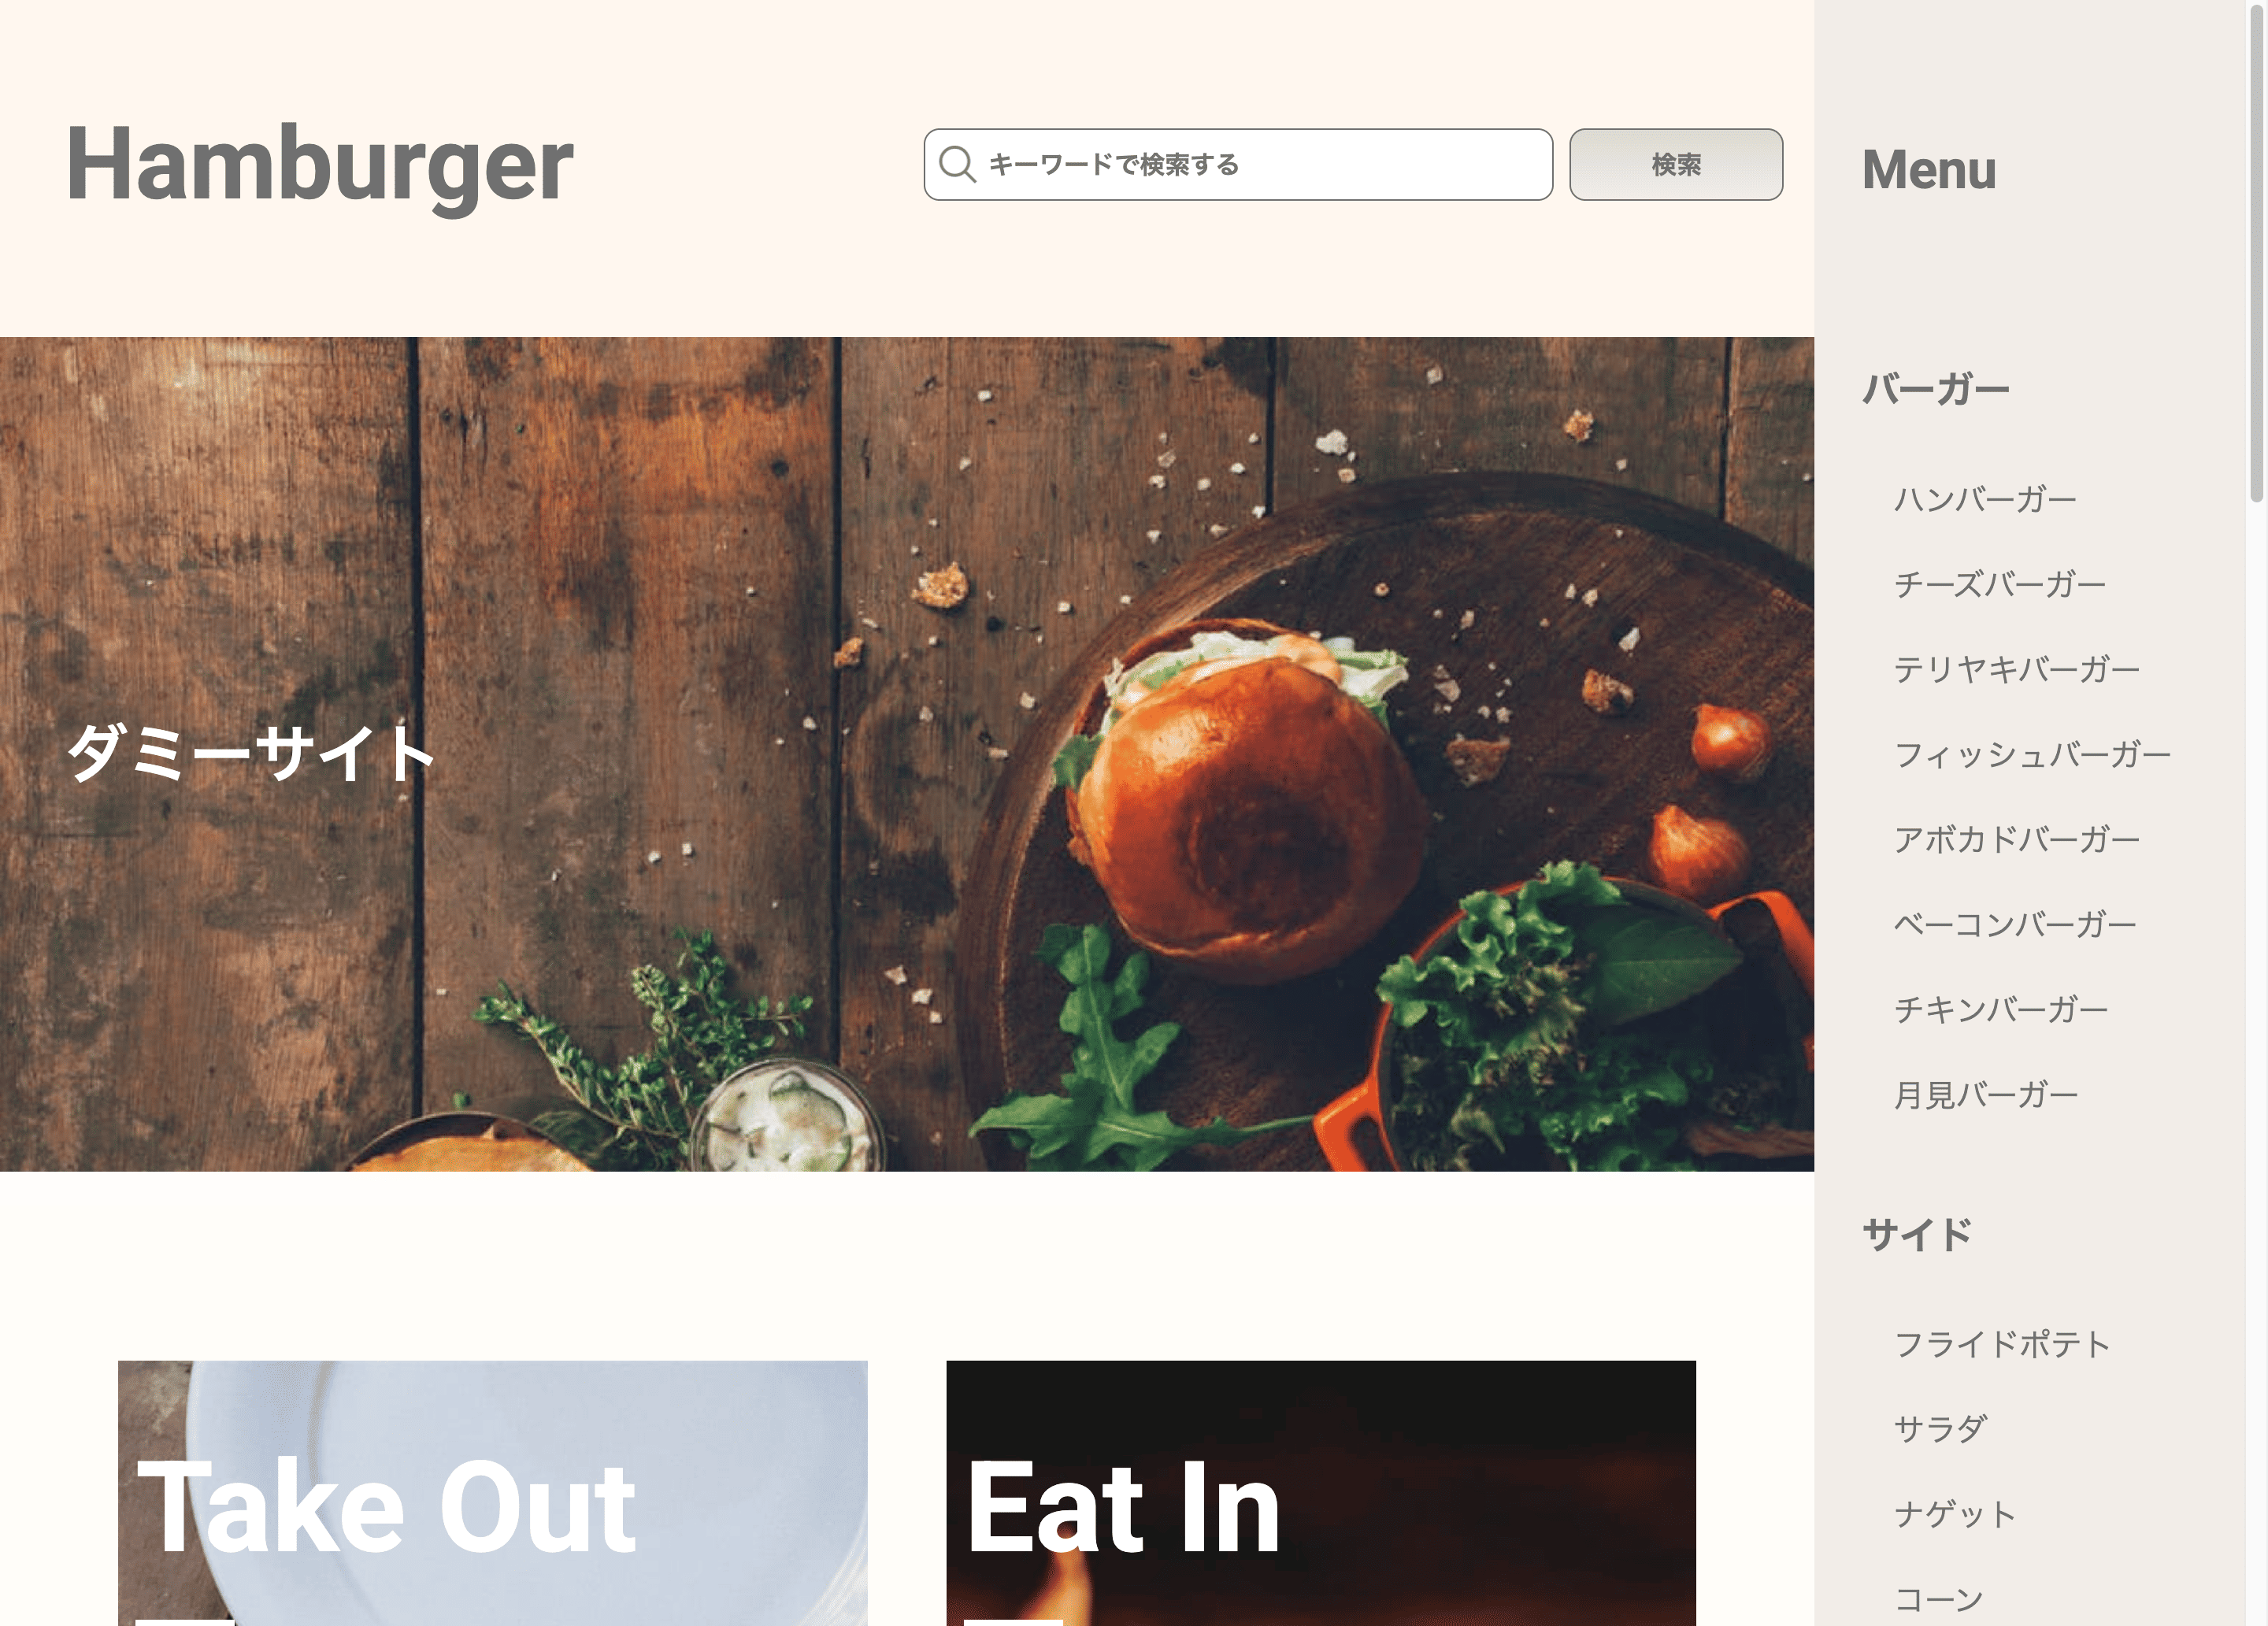 Hamburger
キーワードで検索する
検索
ダミーサイト
Take Out
Eat In
Menu
バーガー
ハンバーガー
チーズバーガー
テリヤキバーガー
フィッシュバーガー
アボカドバーガー
ベーコンバーガー
チキンバーガー
月見バーガー
サイド
フライドポテト
サラダ
ナゲット
コーン